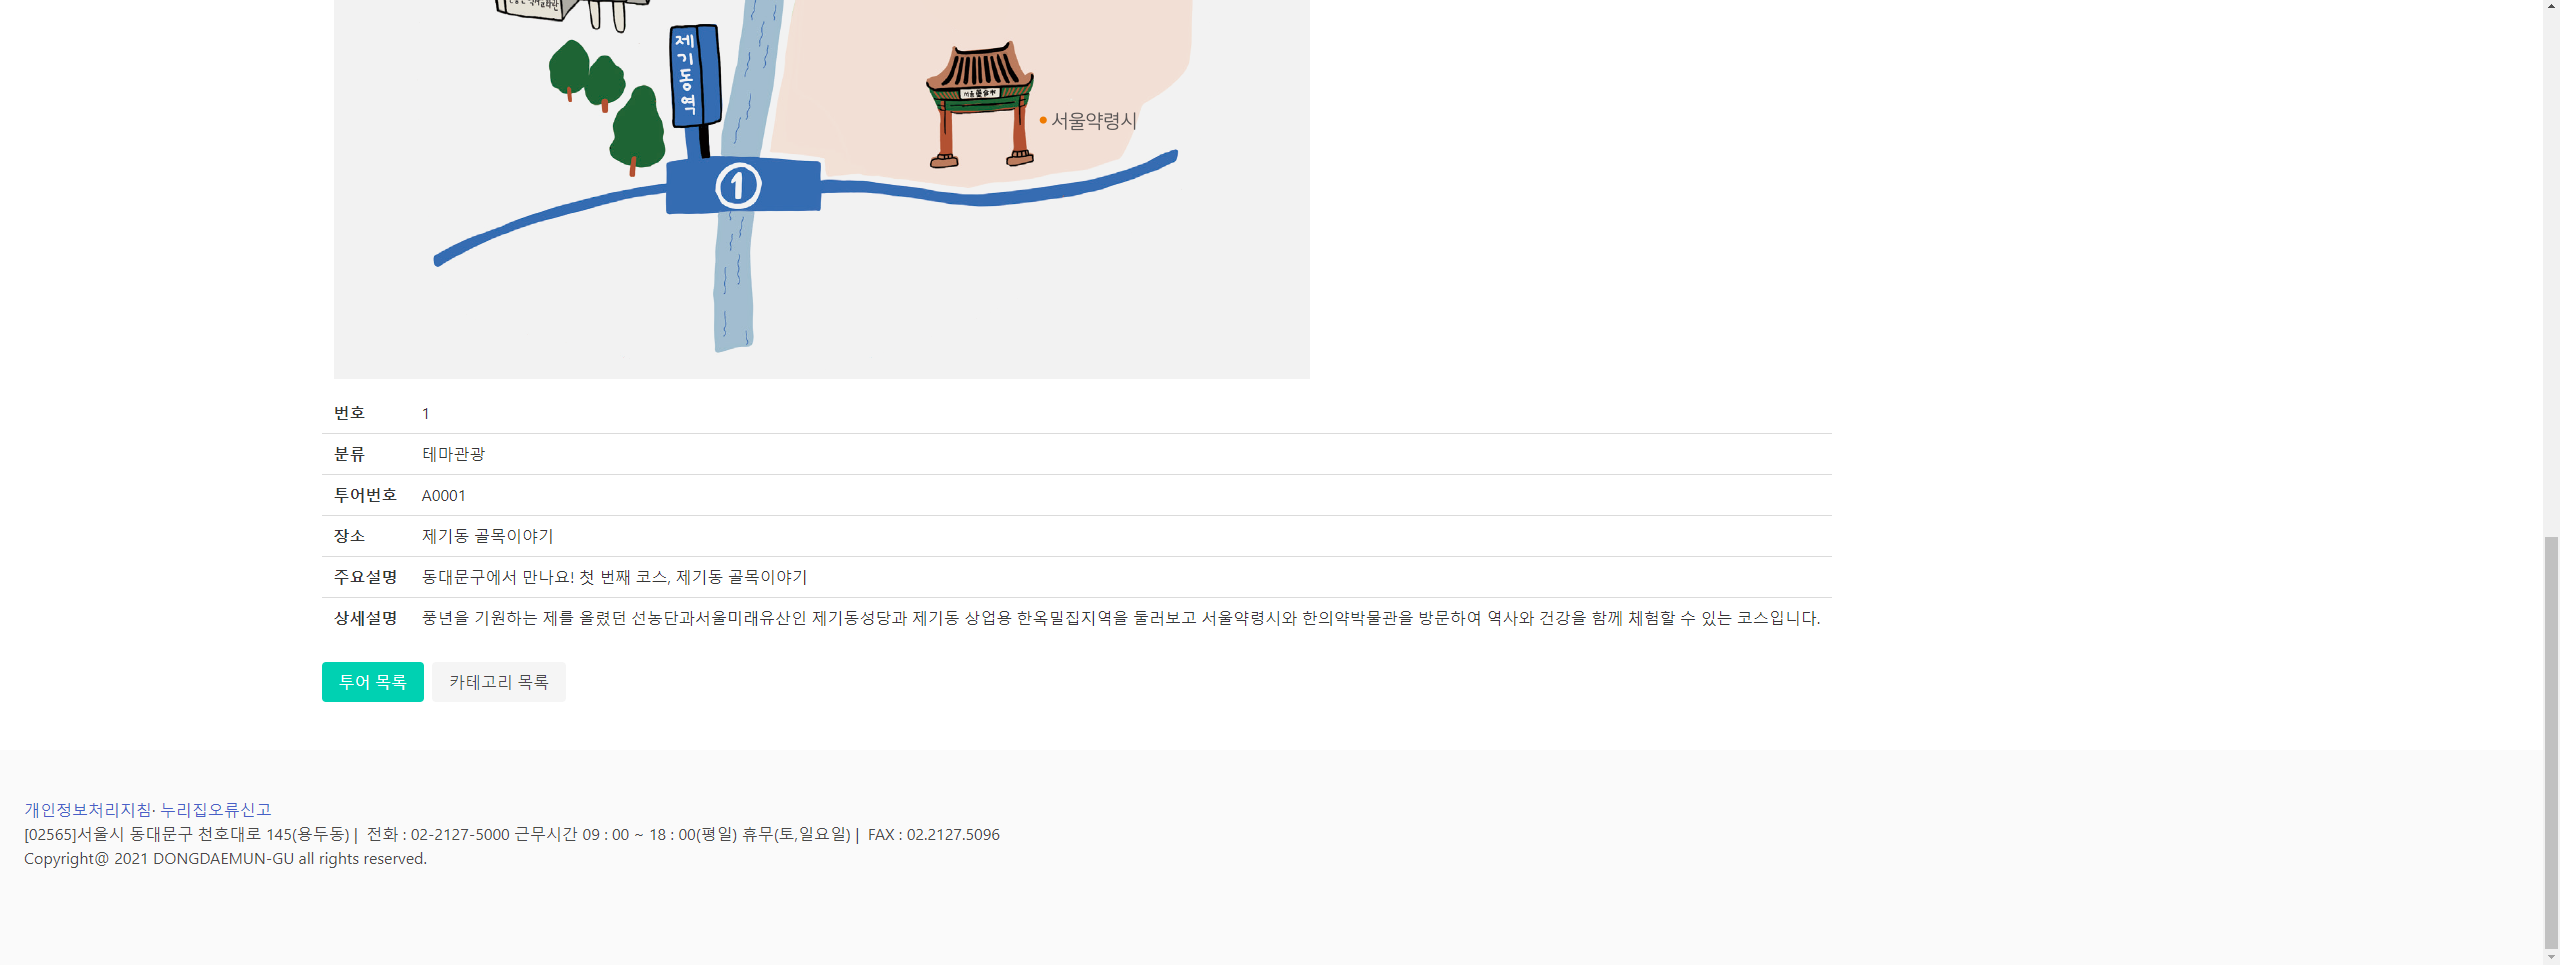 제기동역
서울약령시
1
번호 1
분류 테마관광
투어번호 A0001
장소 제기동 골목이야기
주요설명 동대문구에서 만나요! 첫 번째 코스, 제기동 골목이야기
상세설명 풍년을 기원하는 제를 올렸던 선농단과서울미래유산인 제기동성당과 제기동 상업용 한옥밀집지역을 둘러보고 서울약령시와 한의약박물관을 방문하여 역사와 건강을 함께 체험할 수 있는 코스입니다.
투어 목록 카테고리 목록
개인정보처리지침· 누리집오류신고
[02565]서울시 동대문구 천호대로 145(용두동) | 전화 : 02-2127-5000 근무시간 09 : 00 ~ 18 : 00(평일) 휴무(토,일요일) | FAX : 02.2127.5096
Copyright@ 2021 DONGDAEMUN-GU all rights reserved.